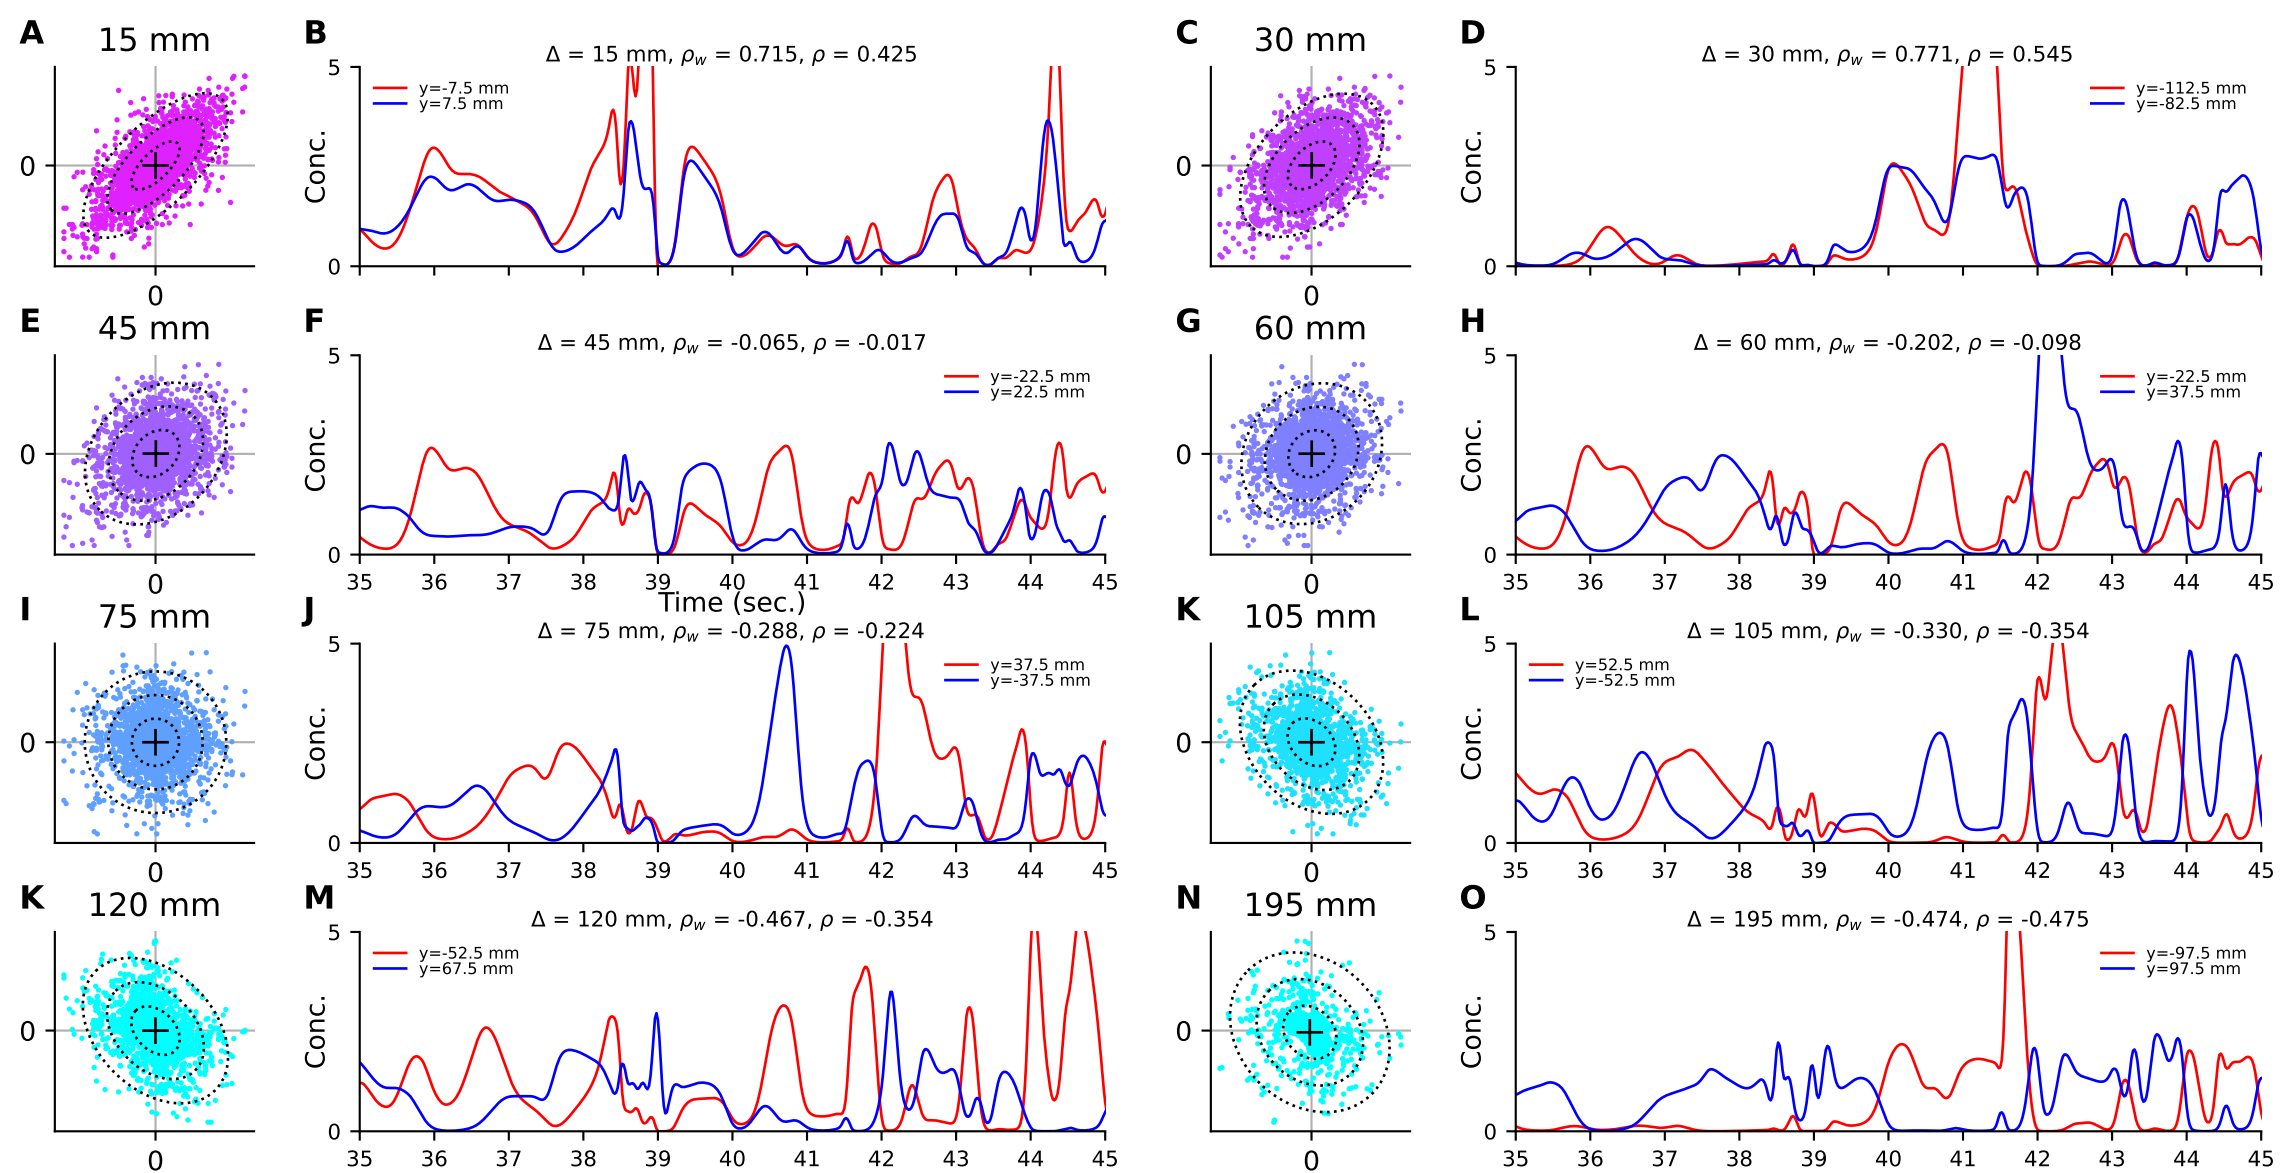 A
15 mm
0
0
B
Δ = 15 mm, ρw = 0.715, ρ = 0.425
5
0
Conc.
y=-7.5 mm
y=7.5 mm
C
30 mm
0
0
D
Δ = 30 mm, ρw = 0.771, ρ = 0.545
5
0
Conc.
y=-112.5 mm
y=-82.5 mm
E
45 mm
0
0
F
Δ = 45 mm, ρw = -0.065, ρ = -0.017
5
0
Conc.
y=-22.5 mm
y=22.5 mm
35 36 37 38 39 40 41 42 43 44 45
Time (sec.)
G
60 mm
0
0
H
Δ = 60 mm, ρw = -0.202, ρ = -0.098
5
0
Conc.
y=-22.5 mm
y=37.5 mm
35 36 37 38 39 40 41 42 43 44 45
I
75 mm
0
0
J
Δ = 75 mm, ρw = -0.288, ρ = -0.224
5
0
Conc.
y=37.5 mm
y=-37.5 mm
35 36 37 38 39 40 41 42 43 44 45
K
105 mm
0
0
L
Δ = 105 mm, ρw = -0.330, ρ = -0.354
5
0
Conc.
y=52.5 mm
y=-52.5 mm
35 36 37 38 39 40 41 42 43 44 45
K
120 mm
0
0
M
Δ = 120 mm, ρw = -0.467, ρ = -0.354
5
0
Conc.
y=-52.5 mm
y=67.5 mm
35 36 37 38 39 40 41 42 43 44 45
N
195 mm
0
0
O
Δ = 195 mm, ρw = -0.474, ρ = -0.475
5
0
Conc.
y=-97.5 mm
y=97.5 mm
35 36 37 38 39 40 41 42 43 44 45